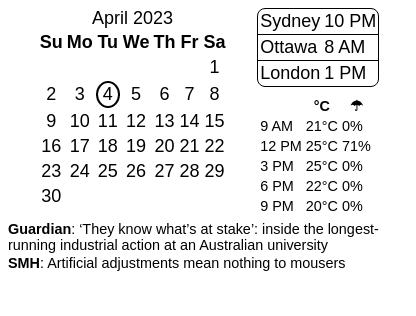 April 2023
Su Mo Tu We Th Fr Sa
1
2 3 4 5 6 7 8
9 10 11 12 13 14 15
16 17 18 19 20 21 22
23 24 25 26 27 28 29
30
Sydney 10 PM
Ottawa 8 AM
London 1 PM
°C ☂
9 AM 21°C 0%
12 PM 25°C 71%
3 PM 25°C 0%
6 PM 22°C 0%
9 PM 20°C 0%
Guardian: ‘They know what’s at stake’: inside the longest-
running industrial action at an Australian university
SMH: Artificial adjustments mean nothing to mousers